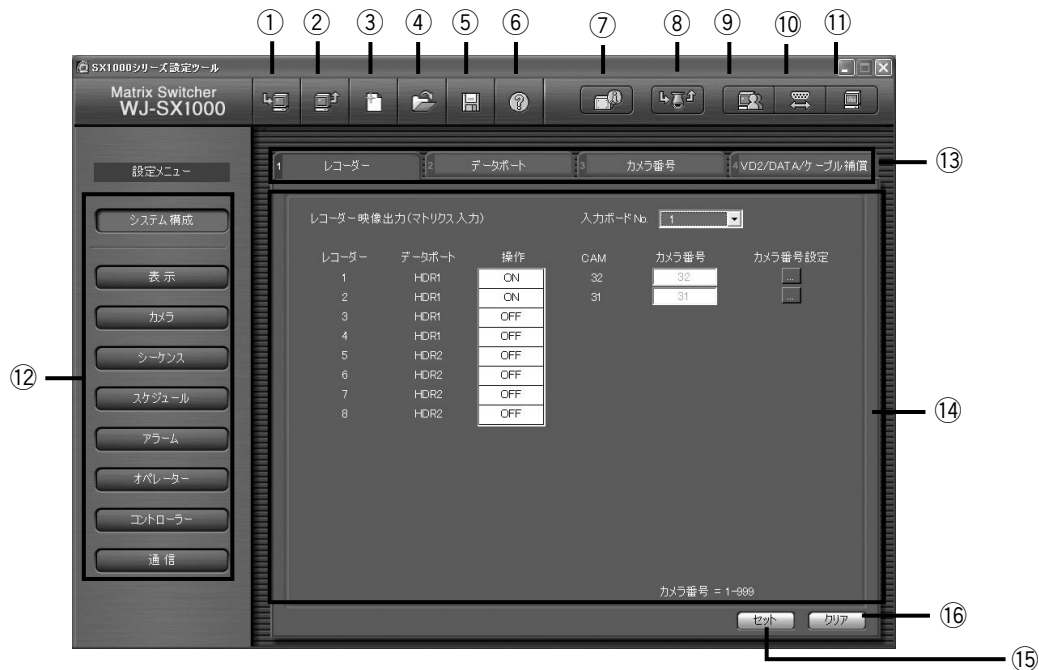 ① ② ③ ④ ⑤ ⑥ ⑦ ⑧ ⑨ ⑩ ⑪
SX1000シリーズ設定ツール
Matrix Switcher
WJ-SX1000
設定メニュー
1 レコーダー 2 データポート 3 カメラ番号 4 VD2/DATA/ケーブル補償
⑬
システム構成
表示
カメラ
シーケンス
スケジュール
アラーム
オペレーター
コントローラー
通信
⑫
レコーダー映像出力(マトリクス入力) 入力ボードNo. 1
レコーダー データポート 操作 CAM カメラ番号 カメラ番号設定
1 HDR1 ON 32 32 ...
2 HDR1 ON 31 31 ...
3 HDR1 OFF
4 HDR1 OFF
5 HDR2 OFF
6 HDR2 OFF
7 HDR2 OFF
8 HDR2 OFF
⑭
カメラ番号 = 1-999
セット クリア
⑯
⑮